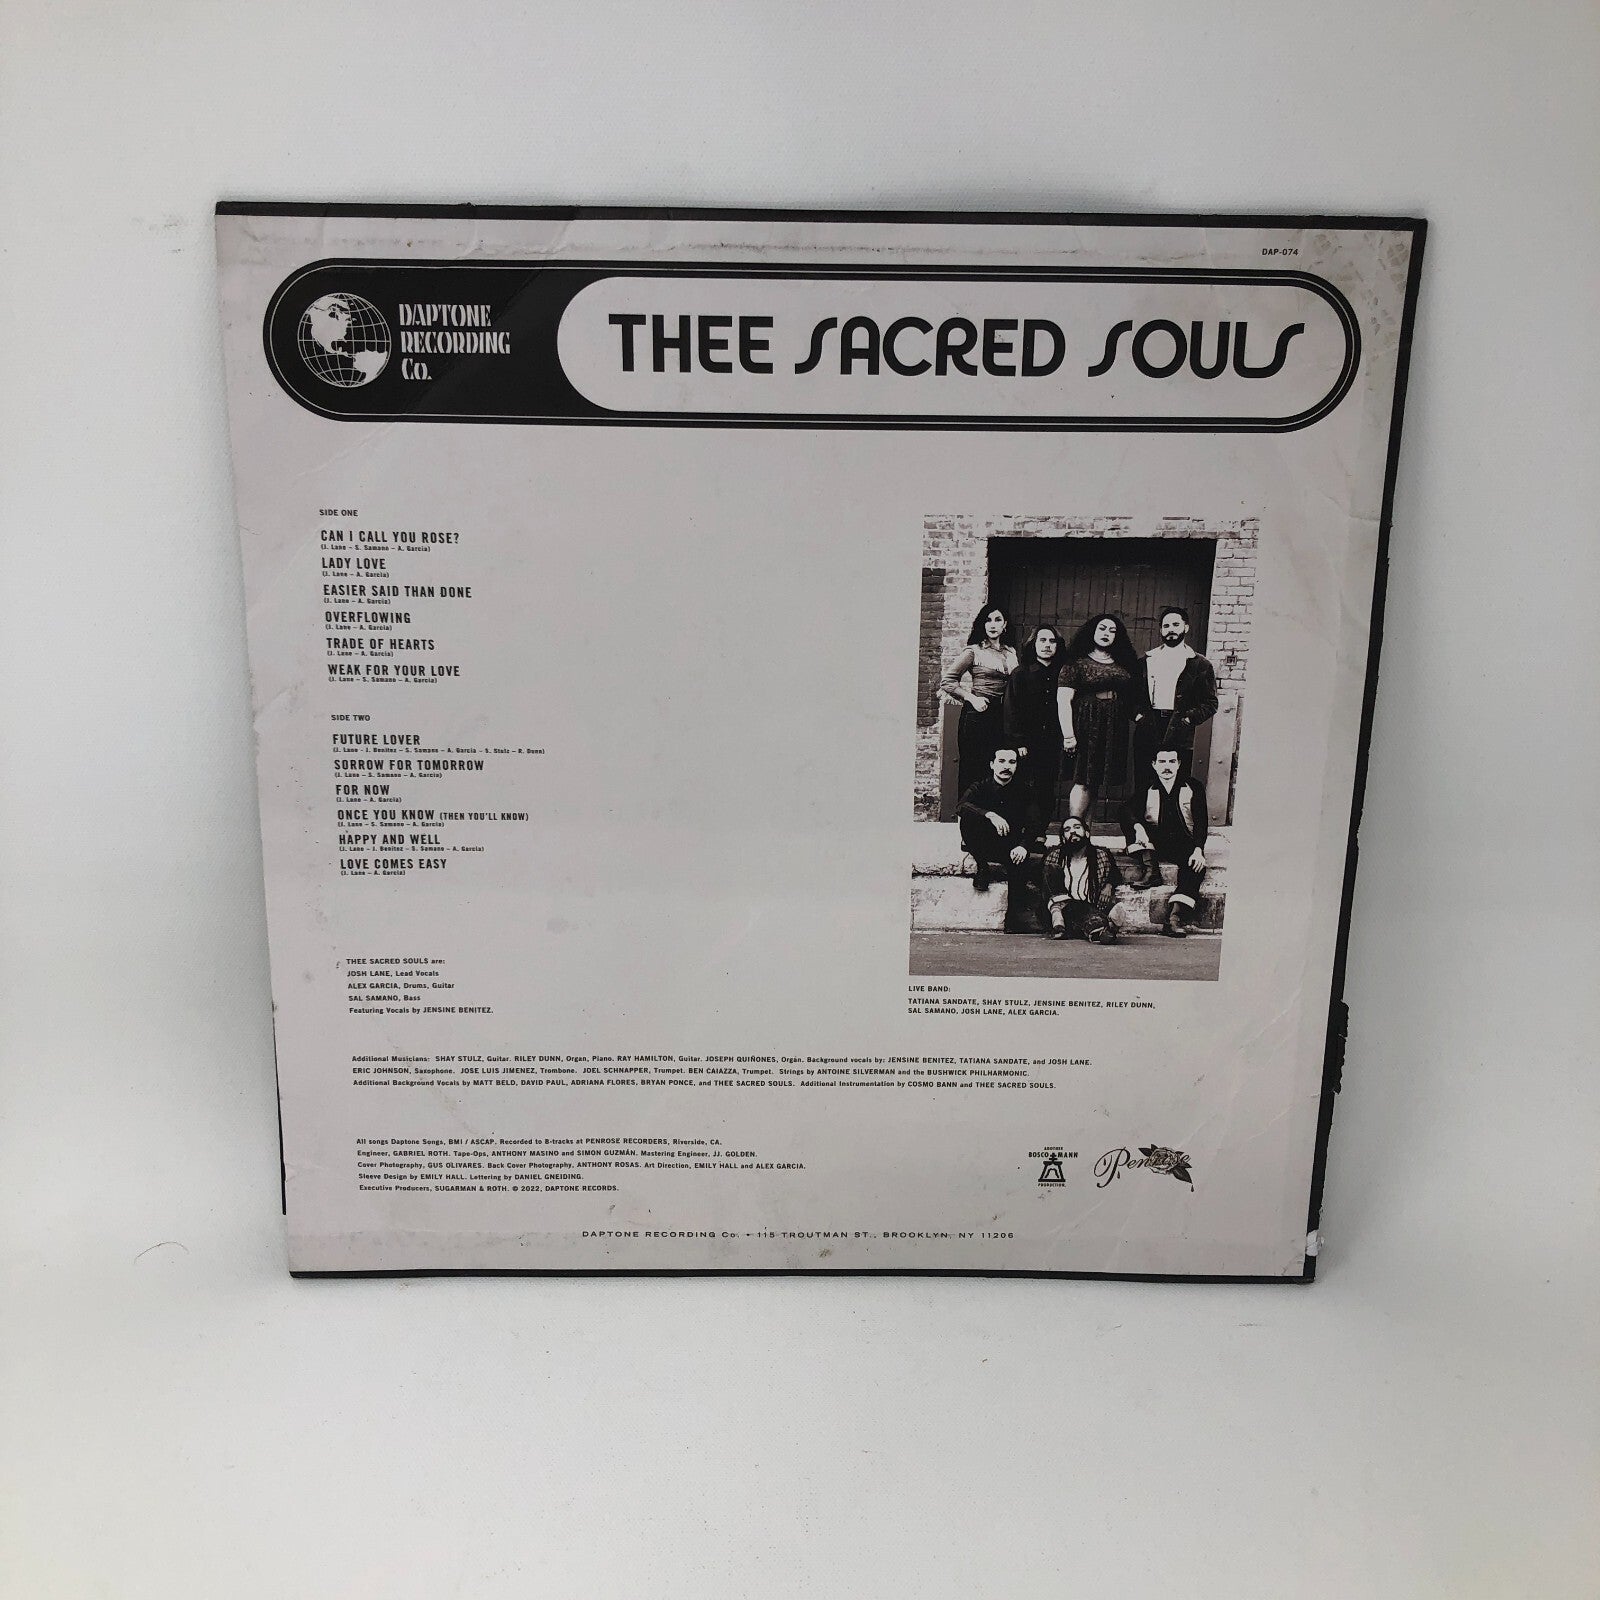 DAP-074
DAPTONE
RECORDING
Co.
THEE SACRED SOULS
SIDE ONE
CAN I CALL YOU ROSE?
(J. Lane – S. Samano – A. Garcia)
LADY LOVE
(J. Lane – A. Garcia)
EASIER SAID THAN DONE
(J. Lane – A. Garcia)
OVERFLOWING
(J. Lane – A. Garcia)
TRADE OF HEARTS
(J. Lane – A. Garcia)
WEAK FOR YOUR LOVE
(J. Lane – S. Samano – A. Garcia)
SIDE TWO
FUTURE LOVER
(J. Lane - J. Benitez – S. Samano – A. Garcia – S. Stulz – R. Dunn)
SORROW FOR TOMORROW
(J. Lane – S. Samano – A. Garcia)
FOR NOW
(J. Lane – A. Garcia)
ONCE YOU KNOW (THEN YOU'LL KNOW)
(J. Lane – S. Samano – A. Garcia)
HAPPY AND WELL
(J. Lane – J. Benitez – S. Samano – A. Garcia)
LOVE COMES EASY
(J. Lane – A. Garcia)
THEE SACRED SOULS are:
JOSH LANE, Lead Vocals
ALEX GARCIA, Drums, Guitar
SAL SAMANO, Bass
Featuring Vocals by JENSINE BENITEZ.
LIVE BAND:
TATIANA SANDATE, SHAY STULZ, JENSINE BENITEZ, RILEY DUNN,
SAL SAMANO, JOSH LANE, ALEX GARCIA.
Additional Musicians: SHAY STULZ, Guitar. RILEY DUNN, Organ, Piano. RAY HAMILTON, Guitar. JOSEPH QUIÑONES, Organ. Background vocals by: JENSINE BENITEZ, TATIANA SANDATE, and JOSH LANE.
ERIC JOHNSON, Saxophone. JOSE LUIS JIMENEZ, Trombone. JOEL SCHNAPPER, Trumpet. BEN CAIAZZA, Trumpet. Strings by ANTOINE SILVERMAN and the BUSHWICK PHILHARMONIC.
Additional Background Vocals by MATT BELD, DAVID PAUL, ADRIANA FLORES, BRYAN PONCE, and THEE SACRED SOULS. Additional Instrumentation by COSMO BANN and THEE SACRED SOULS.
All songs Daptone Songs, BMI / ASCAP. Recorded to 8-tracks at PENROSE RECORDERS, Riverside, CA.
Engineer, GABRIEL ROTH. Tape-Ops, ANTHONY MASINO and SIMON GUZMÁN. Mastering Engineer, JJ. GOLDEN.
Cover Photography, GUS OLIVARES. Back Cover Photography, ANTHONY ROSAS. Art Direction, EMILY HALL and ALEX GARCIA.
Sleeve Design by EMILY HALL. Lettering by DANIEL GNEIDING.
Executive Producers, SUGARMAN & ROTH. © 2022, DAPTONE RECORDS.
ANOTHER
BOSCO MANN
PRODUCTION.
Penrose
DAPTONE RECORDING Co. • 115 TROUTMAN ST., BROOKLYN, NY 11206